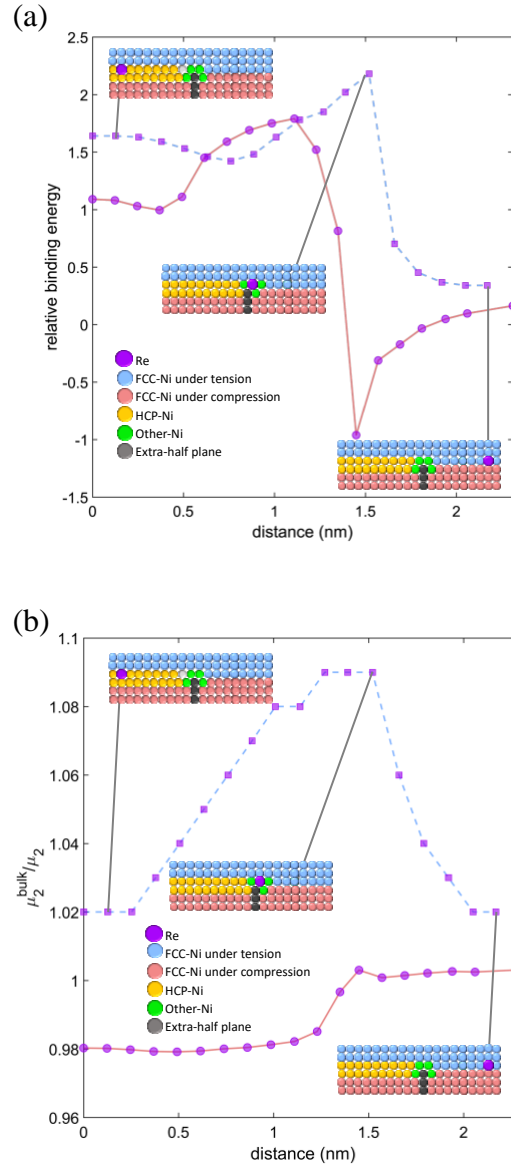 (a)
2.5
2
1.5
1
0.5
0
-0.5
-1
-1.5
relative binding energy
Re
FCC-Ni under tension
FCC-Ni under compression
HCP-Ni
Other-Ni
Extra-half plane
0
0.5
1
1.5
2
distance (nm)
(b)
1.1
1.08
1.06
1.04
1.02
1
0.98
0.96
μ₂ᵇᵘˡᵏ/μ₂
Re
FCC-Ni under tension
FCC-Ni under compression
HCP-Ni
Other-Ni
Extra-half plane
0
0.5
1
1.5
2
distance (nm)